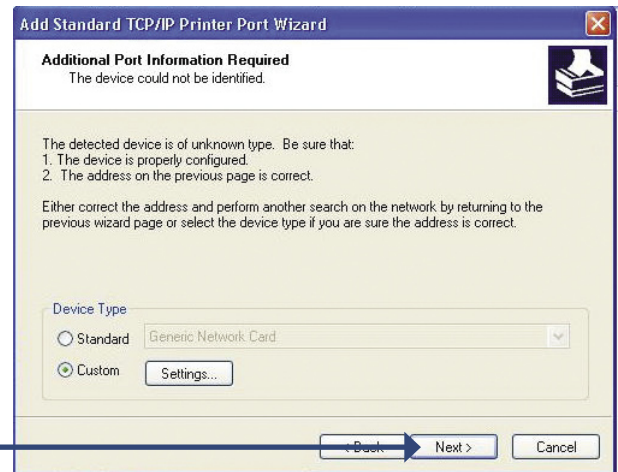 Add Standard TCP/IP Printer Port Wizard
Additional Port Information Required
The device could not be identified.
The detected device is of unknown type. Be sure that:
1. The device is properly configured.
2. The address on the previous page is correct.
Either correct the address and perform another search on the network by returning to the
previous wizard page or select the device type if you are sure the address is correct.
Device Type
Standard
Generic Network Card
Custom
Settings...
< Back
Next >
Cancel